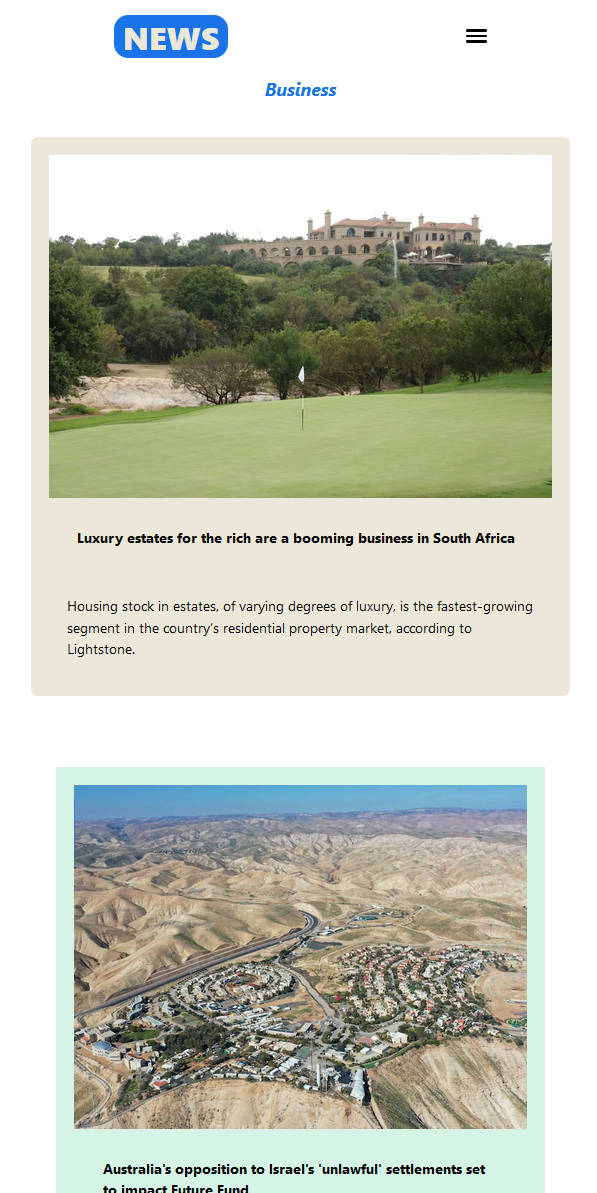 NEWS
Business
Luxury estates for the rich are a booming business in South Africa
Housing stock in estates, of varying degrees of luxury, is the fastest-growing
segment in the country's residential property market, according to
Lightstone.
Australia's opposition to Israel's 'unlawful' settlements set
to impact Future Fund